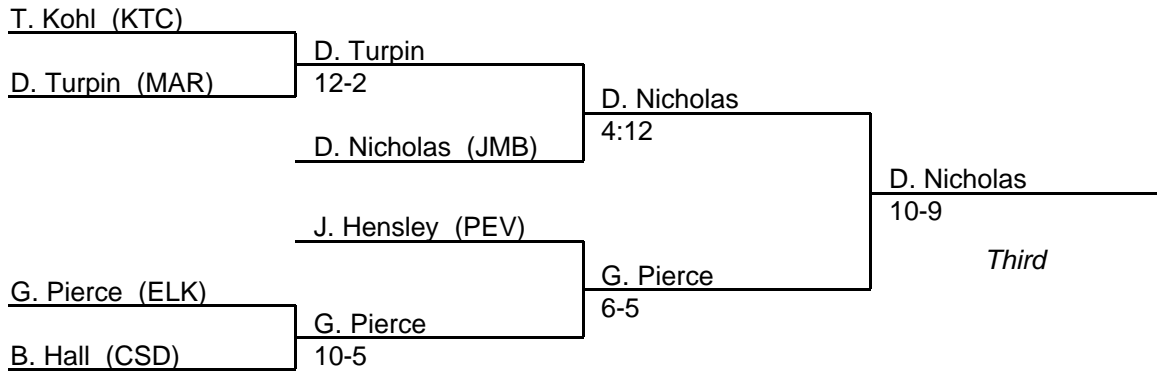 T. Kohl (KTC)
D. Turpin
D. Turpin (MAR)
12-2
D. Nicholas
4:12
D. Nicholas (JMB)
D. Nicholas
10-9
J. Hensley (PEV)
Third
G. Pierce
G. Pierce (ELK)
6-5
G. Pierce
B. Hall (CSD)
10-5